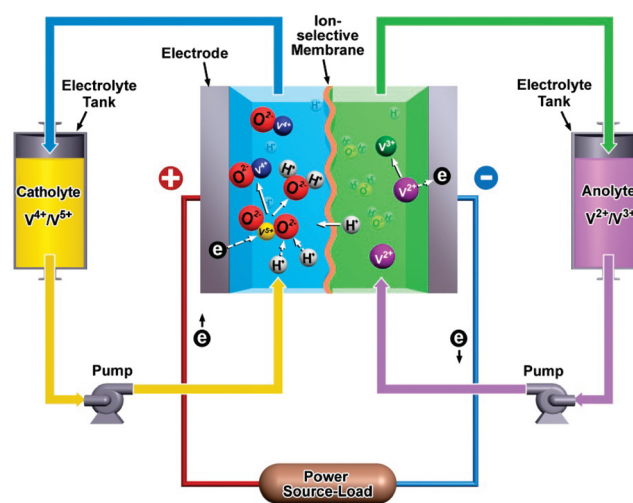 Ion-
selective
Membrane
Electrode
Electrolyte
Tank
Electrolyte
Tank
H⁺
O²⁻
V⁴⁺
H⁺
V³⁺
O²⁻
V⁴⁺
H⁺
H⁺
O²⁻
e
V²⁺
+
−
Catholyte
V⁴⁺/V⁵⁺
Anolyte
V²⁺/V³⁺
O²⁻
V⁵⁺
O²⁻
H⁺
e
H⁺
H⁺
V²⁺
e
e
Pump
Pump
Power
Source-Load